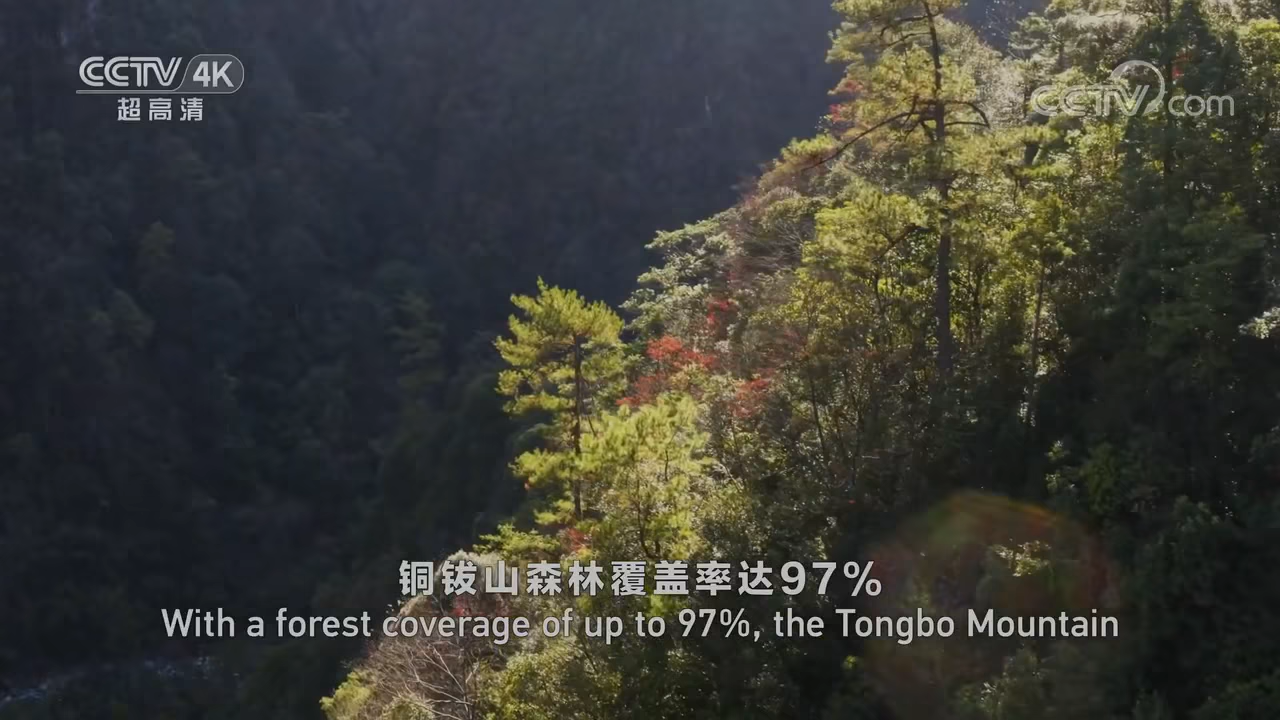 CCTV 4K
超高清
CCTV.com
铜钹山森林覆盖率达97%
With a forest coverage of up to 97%, the Tongbo Mountain